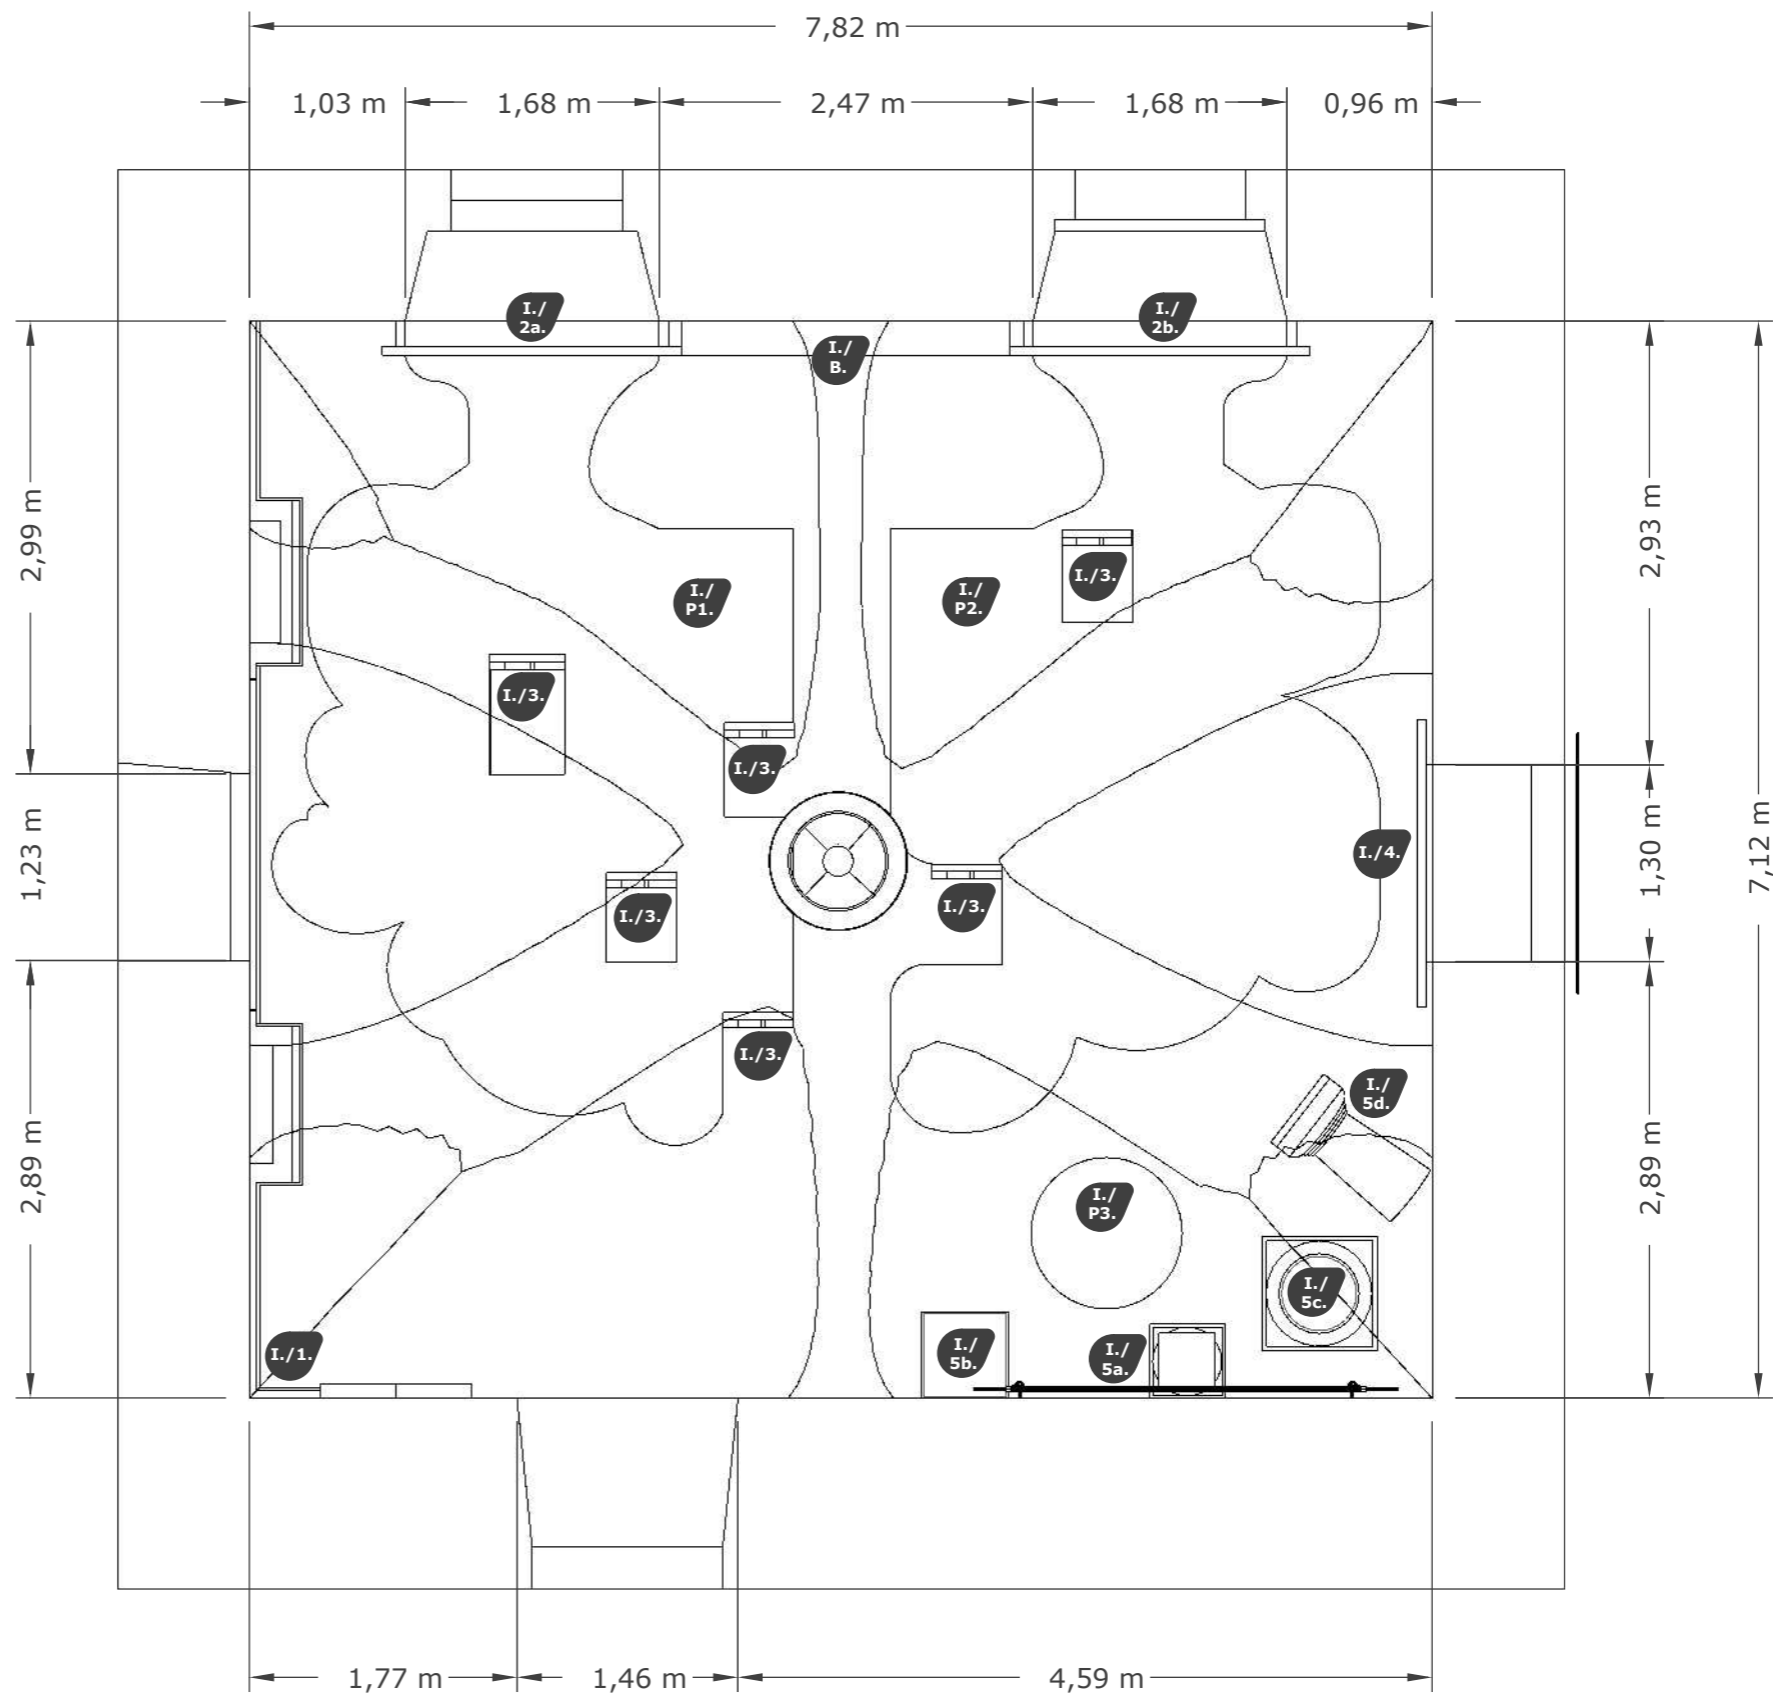 7,82 m
1,03 m
1,68 m
2,47 m
1,68 m
0,96 m
I./
2a.
I./
2b.
I./
B.
2,99 m
2,93 m
I./
P1.
I./
P2.
I./3.
I./3.
I./3.
1,23 m
1,30 m
7,12 m
I./4.
I./3.
I./3.
I./3.
I./
5d.
2,89 m
2,89 m
I./
P3.
I./
5c.
I./1.
I./
5b.
I./
5a.
1,77 m
1,46 m
4,59 m